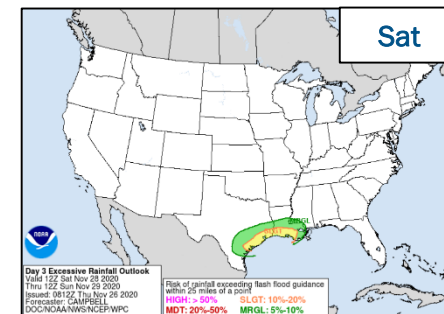 Sat
MRGL
NOAA
Day 3 Excessive Rainfall Outlook
Valid 12Z Sat Nov 28 2020
Thru 12Z Sun Nov 29 2020
Issued: 0812Z Thu Nov 26 2020
Forecaster: CAMPBELL
DOC/NOAA/NWS/NCEP/WPC
Risk of rainfall exceeding flash flood guidance
within 25 miles of a point
HIGH: > 50% SLGT: 10%-20%
MDT: 20%-50% MRGL: 5%-10%